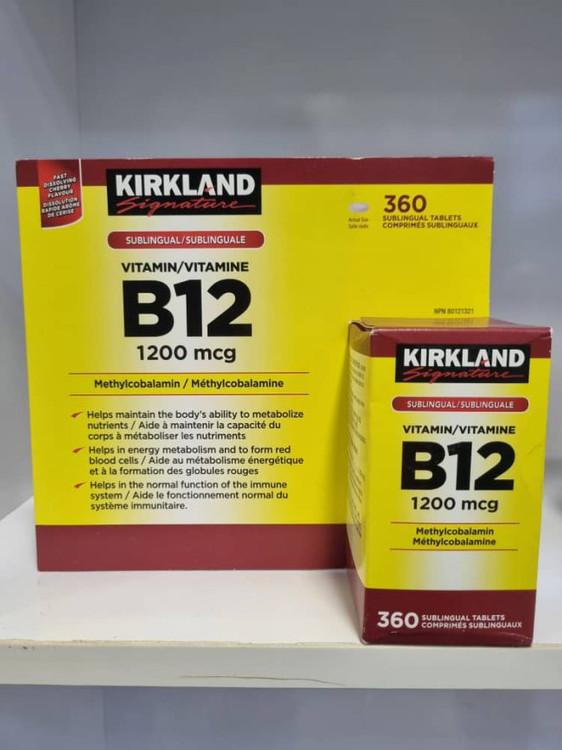 FAST
DISSOLVING
CHERRY
FLAVOUR
DISSOLUTION
RAPIDE ARÔME
DE CERISE
KIRKLAND
Signature
SUBLINGUAL/SUBLINGUALE
VITAMIN/VITAMINE
B12
1200 mcg
Methylcobalamin / Méthylcobalamine
Helps maintain the body's ability to metabolize
nutrients / Aide à maintenir la capacité du
corps à métaboliser les nutriments
Helps in energy metabolism and to form red
blood cells / Aide au métabolisme énergétique
et à la formation des globules rouges
Helps in the normal function of the immune
system / Aide le fonctionnement normal du
système immunitaire.
Actual Size
360
SUBLINGUAL TABLETS
COMPRIMÉS SUBLINGUAUX
NPN 80121321
KIRKLAND
Signature
SUBLINGUAL/SUBLINGUALE
VITAMIN/VITAMINE
B12
1200 mcg
Methylcobalamin
Méthylcobalamine
360 SUBLINGUAL TABLETS
COMPRIMÉS SUBLINGUAUX